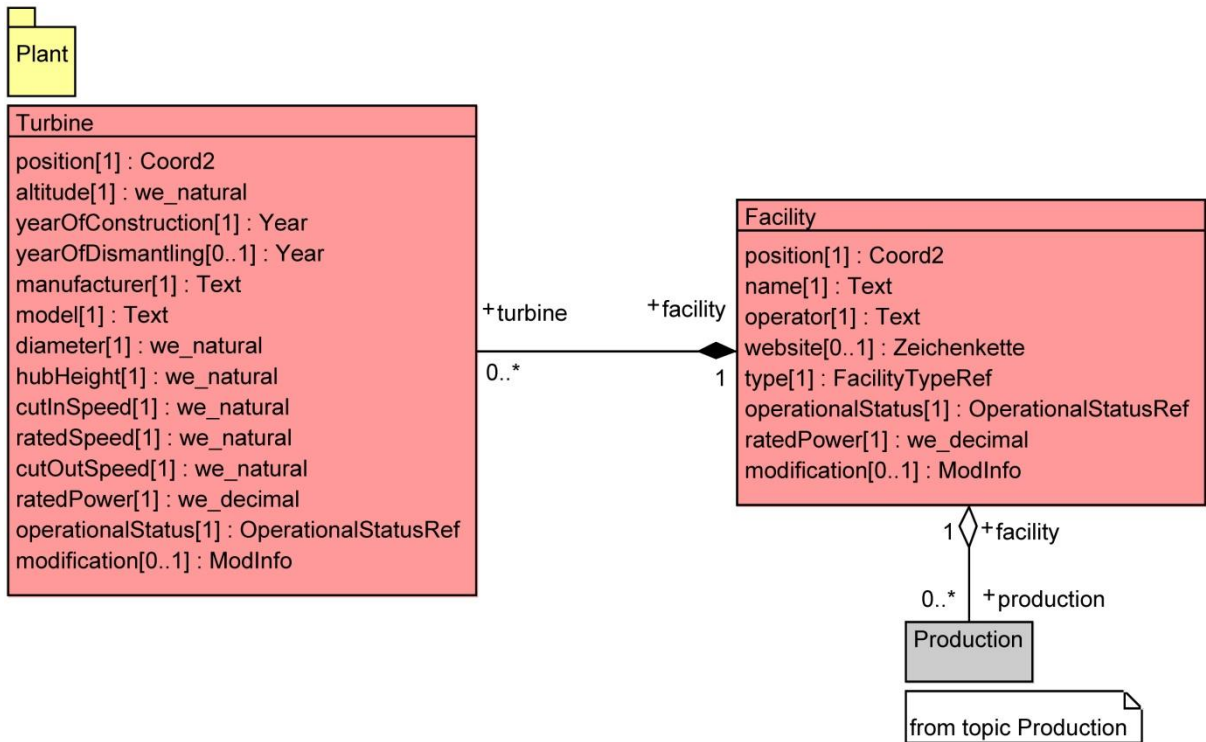 Plant
Turbine
position[1] : Coord2
altitude[1] : we_natural
yearOfConstruction[1] : Year
yearOfDismantling[0..1] : Year
manufacturer[1] : Text
model[1] : Text
diameter[1] : we_natural
hubHeight[1] : we_natural
cutInSpeed[1] : we_natural
ratedSpeed[1] : we_natural
cutOutSpeed[1] : we_natural
ratedPower[1] : we_decimal
operationalStatus[1] : OperationalStatusRef
modification[0..1] : ModInfo
+turbine
0..*
+facility
1
Facility
position[1] : Coord2
name[1] : Text
operator[1] : Text
website[0..1] : Zeichenkette
type[1] : FacilityTypeRef
operationalStatus[1] : OperationalStatusRef
ratedPower[1] : we_decimal
modification[0..1] : ModInfo
1 +facility
0..* +production
Production
from topic Production